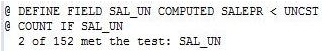 @ DEFINE FIELD SAL_UN COMPUTED SALEPR < UNCST
@ COUNT IF SAL_UN
2 of 152 met the test: SAL_UN